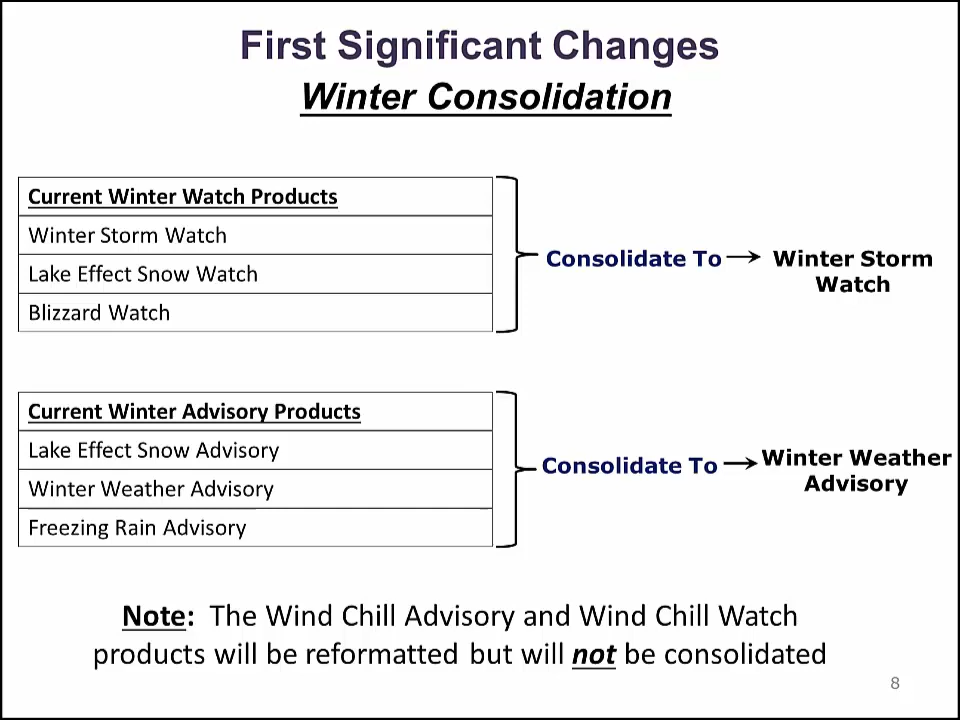 First Significant Changes
Winter Consolidation
Current Winter Watch Products
Winter Storm Watch
Lake Effect Snow Watch
Blizzard Watch
Consolidate To
Winter Storm
Watch
Current Winter Advisory Products
Lake Effect Snow Advisory
Winter Weather Advisory
Freezing Rain Advisory
Consolidate To
Winter Weather
Advisory
Note: The Wind Chill Advisory and Wind Chill Watch
products will be reformatted but will not be consolidated
8